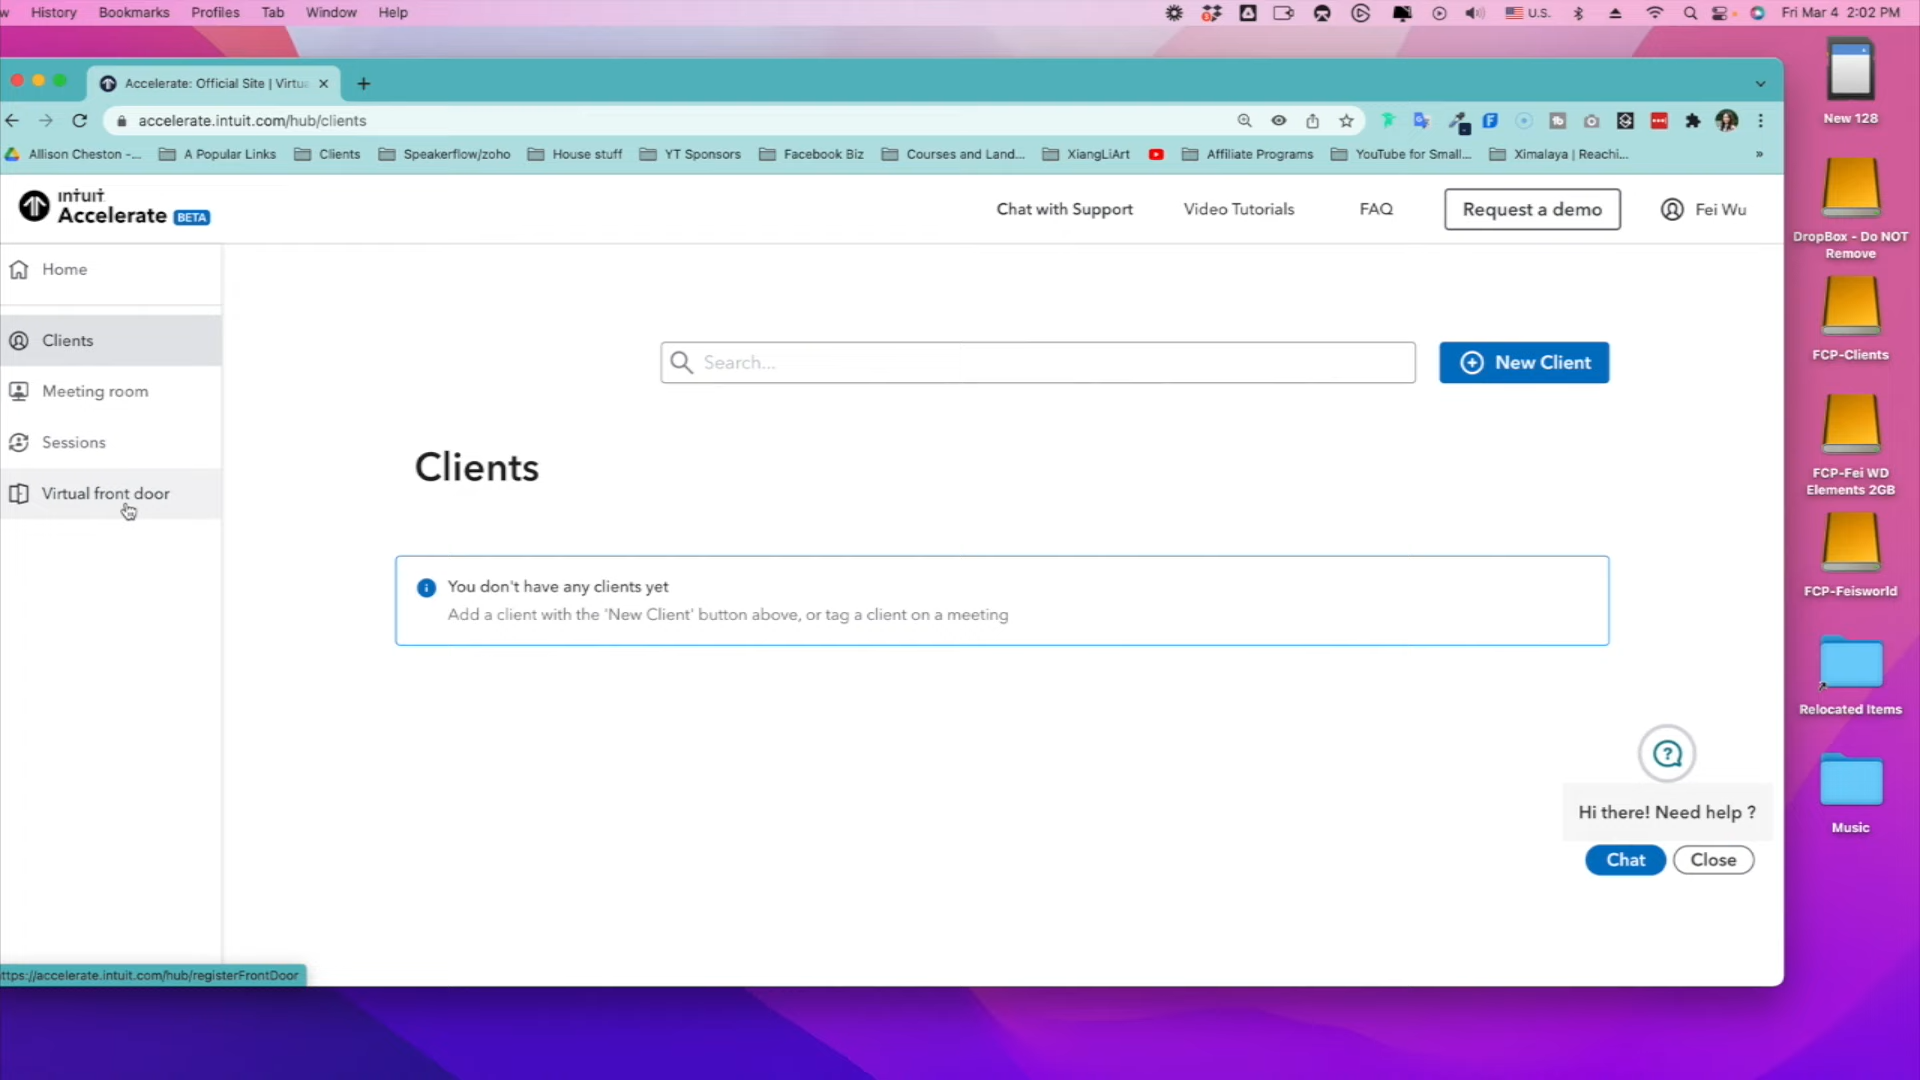 w History Bookmarks Profiles Tab Window Help U.S. Fri Mar 4 2:02 PM
Accelerate: Official Site | Virtu
accelerate.intuit.com/hub/clients
Allison Cheston -... A Popular Links Clients Speakerflow/zoho House stuff YT Sponsors Facebook Biz Courses and Land... XiangLiArt Affiliate Programs YouTube for Small... Ximalaya | Reachi... »
INTUIT
Accelerate BETA
Chat with Support Video Tutorials FAQ Request a demo Fei Wu
Home
Clients
Meeting room
Sessions
Virtual front door
Search...
New Client
Clients
You don't have any clients yet
Add a client with the 'New Client' button above, or tag a client on a meeting
Hi there! Need help ?
Chat Close
ttps://accelerate.intuit.com/hub/registerFrontDoor
New 128
DropBox - Do NOT
Remove
FCP-Clients
FCP-Fei WD
Elements 2GB
FCP-Feisworld
Relocated Items
Music